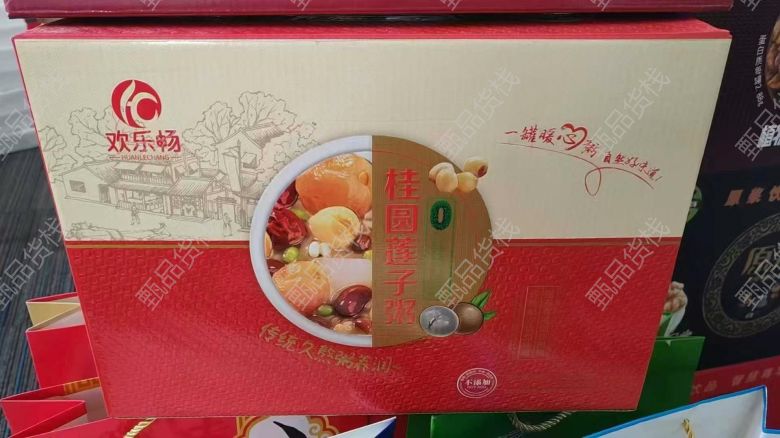 欢乐畅
HUANLECHANG
一罐暖心粥
自然好味道
桂圆莲子粥
传统久熬粥养润
不添加
甄品货栈